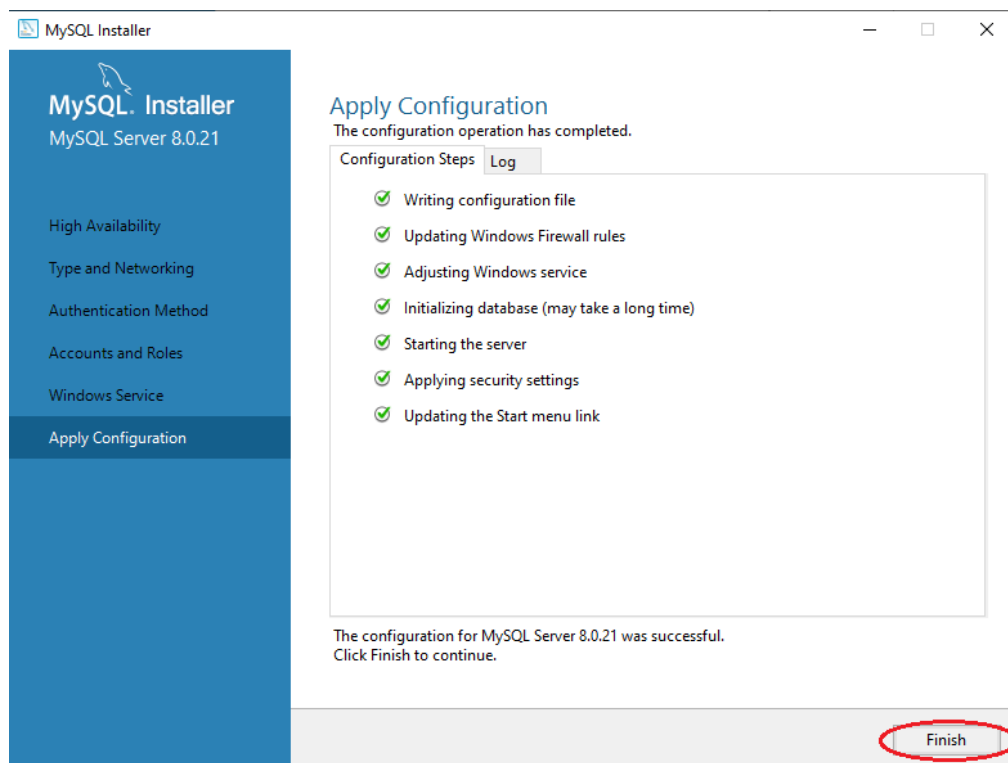 MySQL Installer
MySQL. Installer
MySQL Server 8.0.21
High Availability
Type and Networking
Authentication Method
Accounts and Roles
Windows Service
Apply Configuration
Apply Configuration
The configuration operation has completed.
Configuration Steps
Log
Writing configuration file
Updating Windows Firewall rules
Adjusting Windows service
Initializing database (may take a long time)
Starting the server
Applying security settings
Updating the Start menu link
The configuration for MySQL Server 8.0.21 was successful.
Click Finish to continue.
Finish